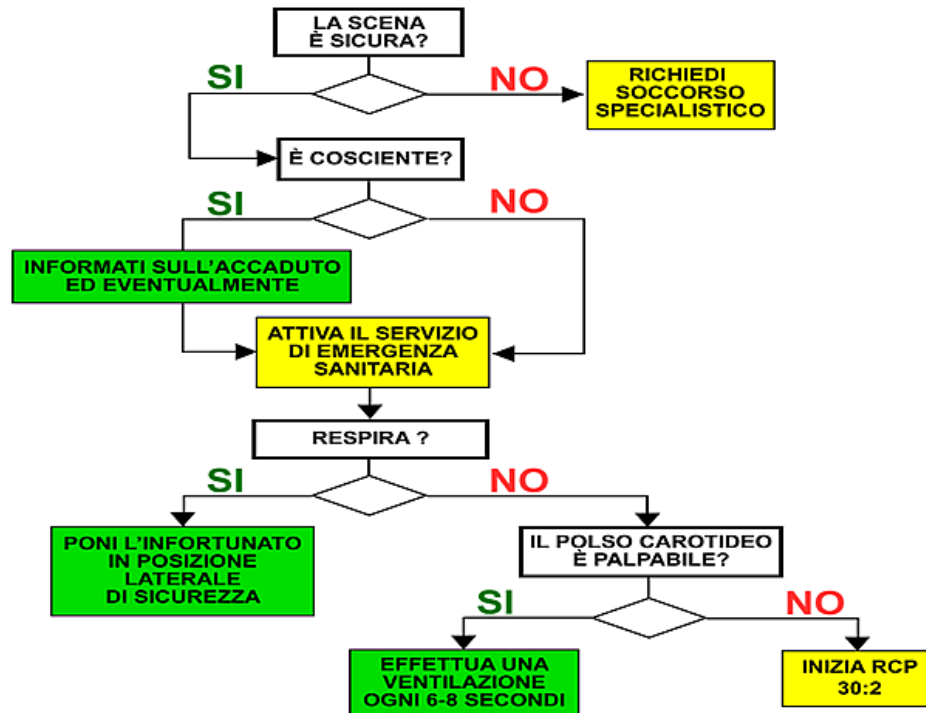 LA SCENA
È SICURA?
SI
NO
RICHIEDI
SOCCORSO
SPECIALISTICO
È COSCIENTE?
SI
NO
INFORMATI SULL'ACCADUTO
ED EVENTUALMENTE
ATTIVA IL SERVIZIO
DI EMERGENZA
SANITARIA
RESPIRA ?
SI
NO
PONI L'INFORTUNATO
IN POSIZIONE
LATERALE
DI SICUREZZA
IL POLSO CAROTIDEO
È PALPABILE?
SI
NO
EFFETTUA UNA
VENTILAZIONE
OGNI 6-8 SECONDI
INIZIA RCP
30:2